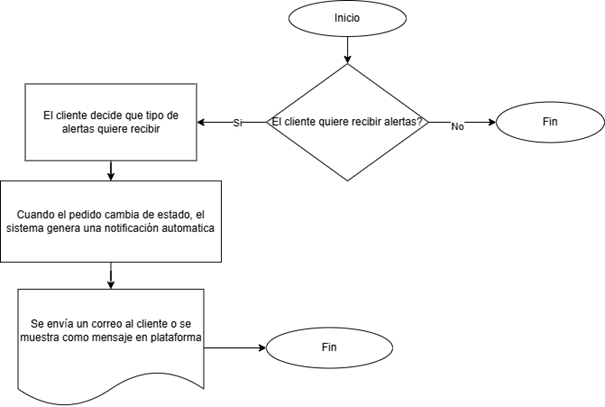 Inicio
El cliente quiere recibir alertas?
Si
No
Fin
El cliente decide que tipo de
alertas quiere recibir
Cuando el pedido cambia de estado, el
sistema genera una notificación automatica
Se envía un correo al cliente o se
muestra como mensaje en plataforma
Fin